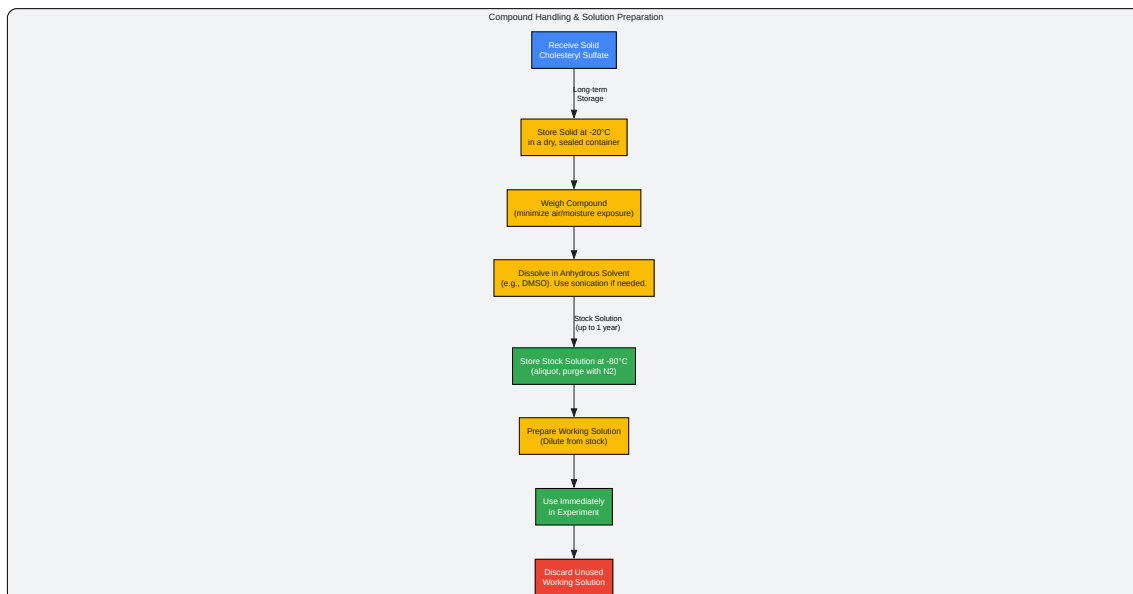 Compound Handling & Solution Preparation
Receive Solid
Cholesteryl Sulfate
Long-term
Storage
Store Solid at -20°C
in a dry, sealed container
Weigh Compound
(minimize air/moisture exposure)
Dissolve in Anhydrous Solvent
(e.g., DMSO). Use sonication if needed.
Stock Solution
(up to 1 year)
Store Stock Solution at -80°C
(aliquot, purge with N2)
Prepare Working Solution
(Dilute from stock)
Use Immediately
in Experiment
Discard Unused
Working Solution